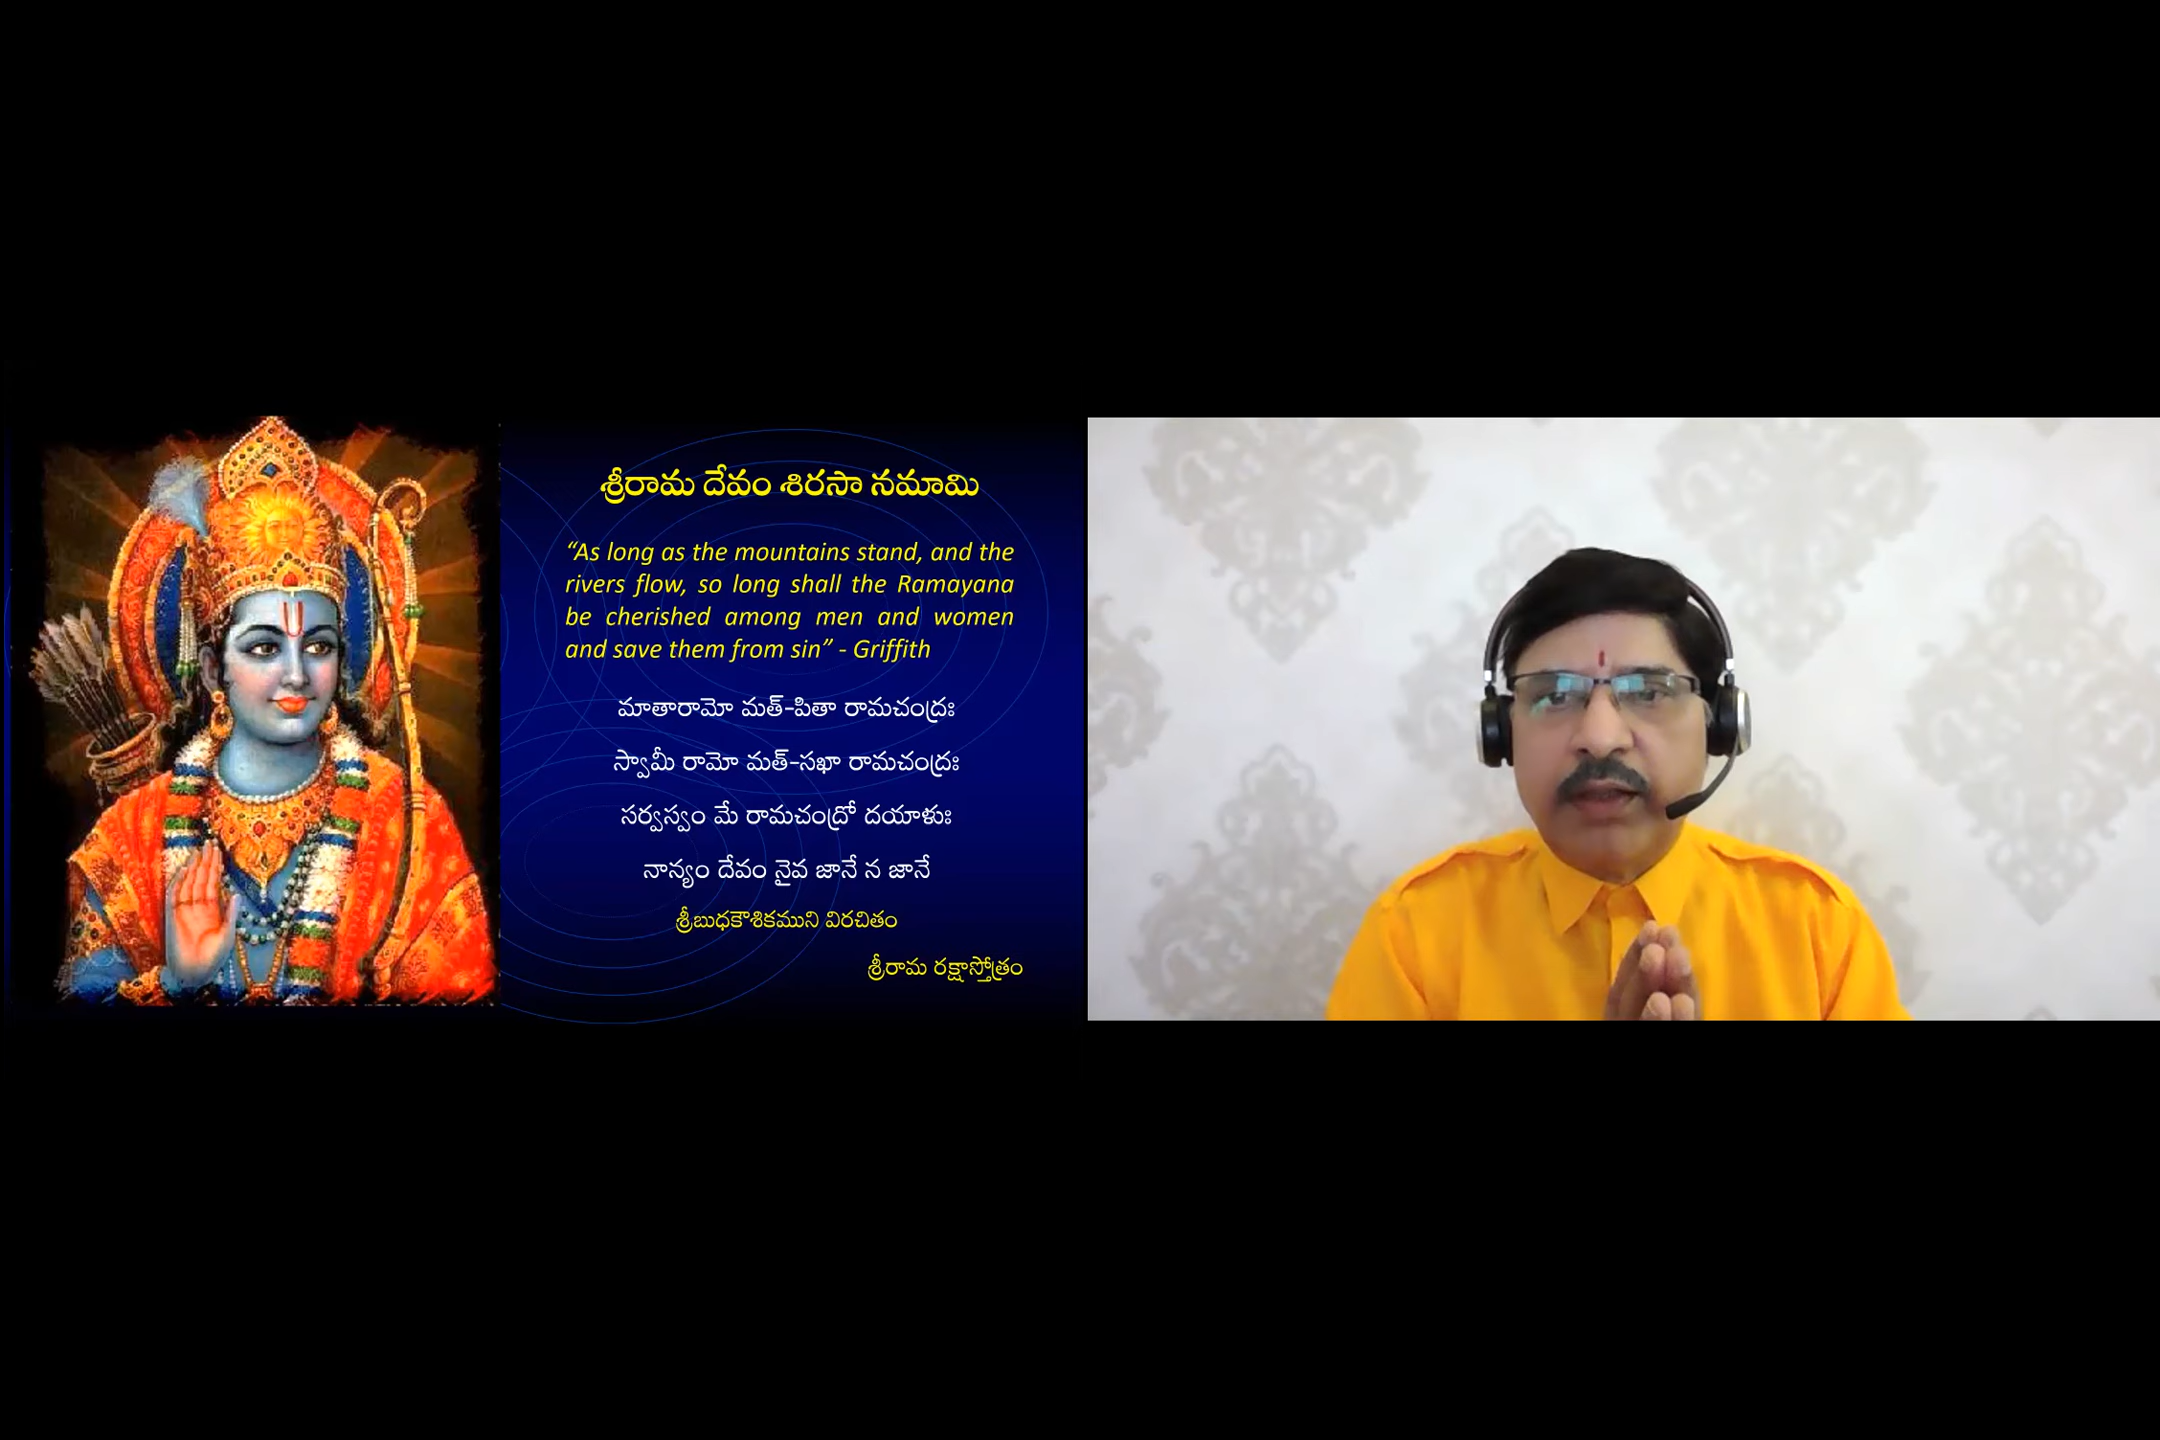 శ్రీరామ దేవం శిరసా నమామి
“As long as the mountains stand, and the
rivers flow, so long shall the Ramayana
be cherished among men and women
and save them from sin” - Griffith
మాతారామో మత్-పితా రామచంద్రః
స్వామీ రామో మత్-సఖా రామచంద్రః
సర్వస్వం మే రామచంద్రో దయాళుః
నాన్యం దేవం నైవ జానే న జానే
శ్రీబుధకౌశికముని విరచితం
శ్రీరామ రక్షాస్తోత్రం